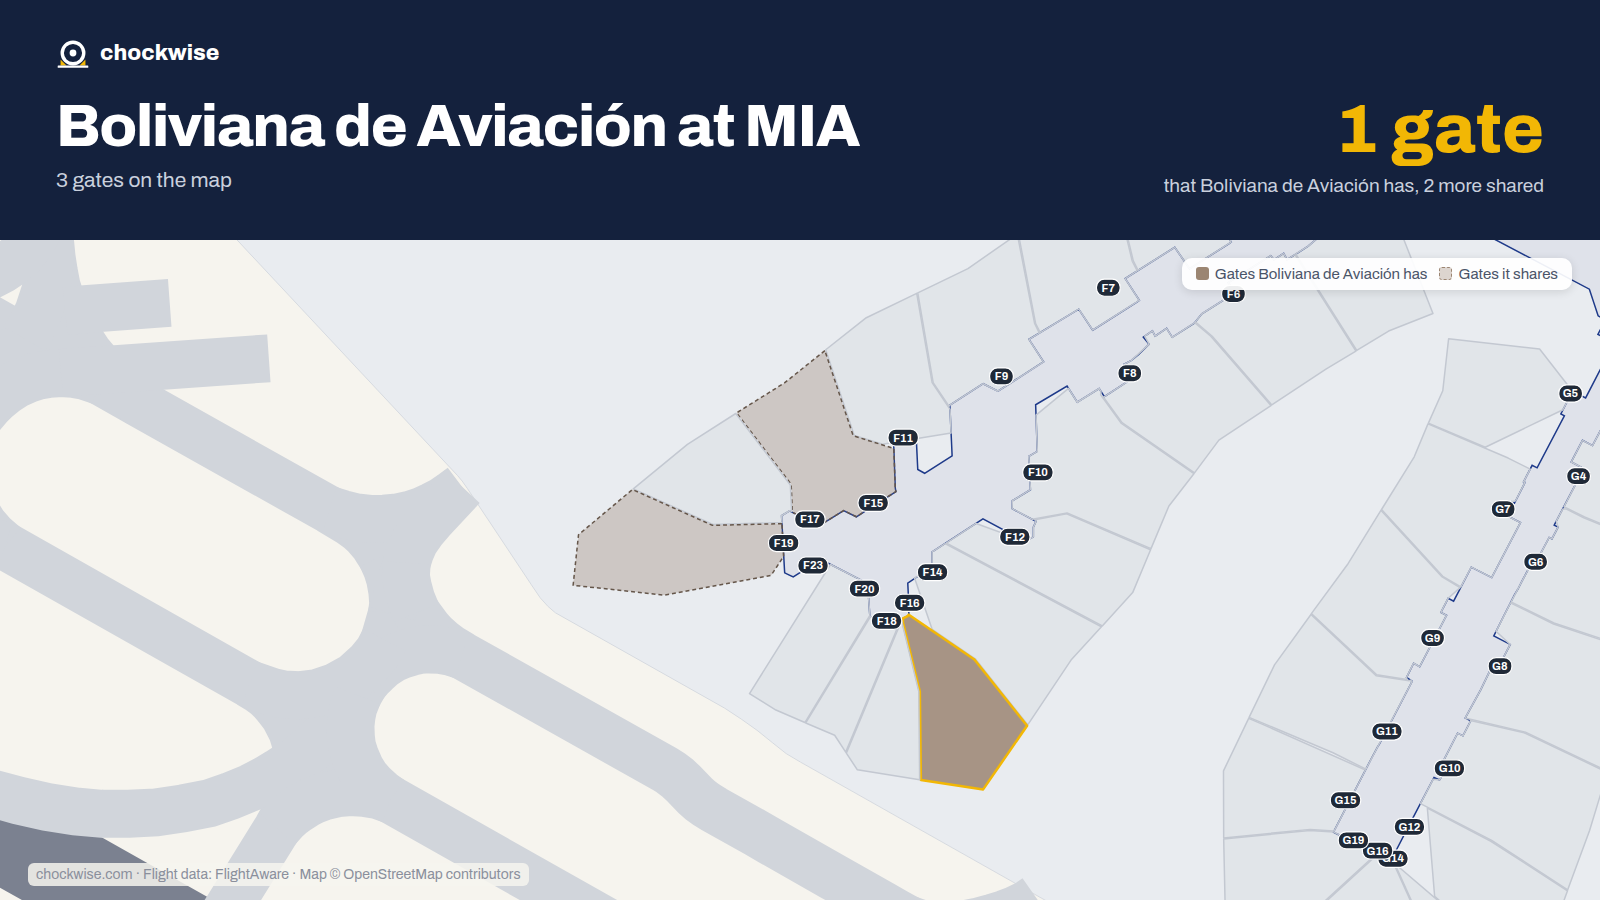 chockwise
Boliviana de Aviación at MIA
3 gates on the map
1 gate
that Boliviana de Aviación has, 2 more shared
Gates Boliviana de Aviación has
Gates it shares
F7
F6
F9
F8
F11
F10
F15
F17
F19
F12
F23
F14
F20
F16
F18
G5
G4
G7
G6
G9
G8
G11
G10
G15
G12
G19
G16
G14
chockwise.com · Flight data: FlightAware · Map © OpenStreetMap contributors